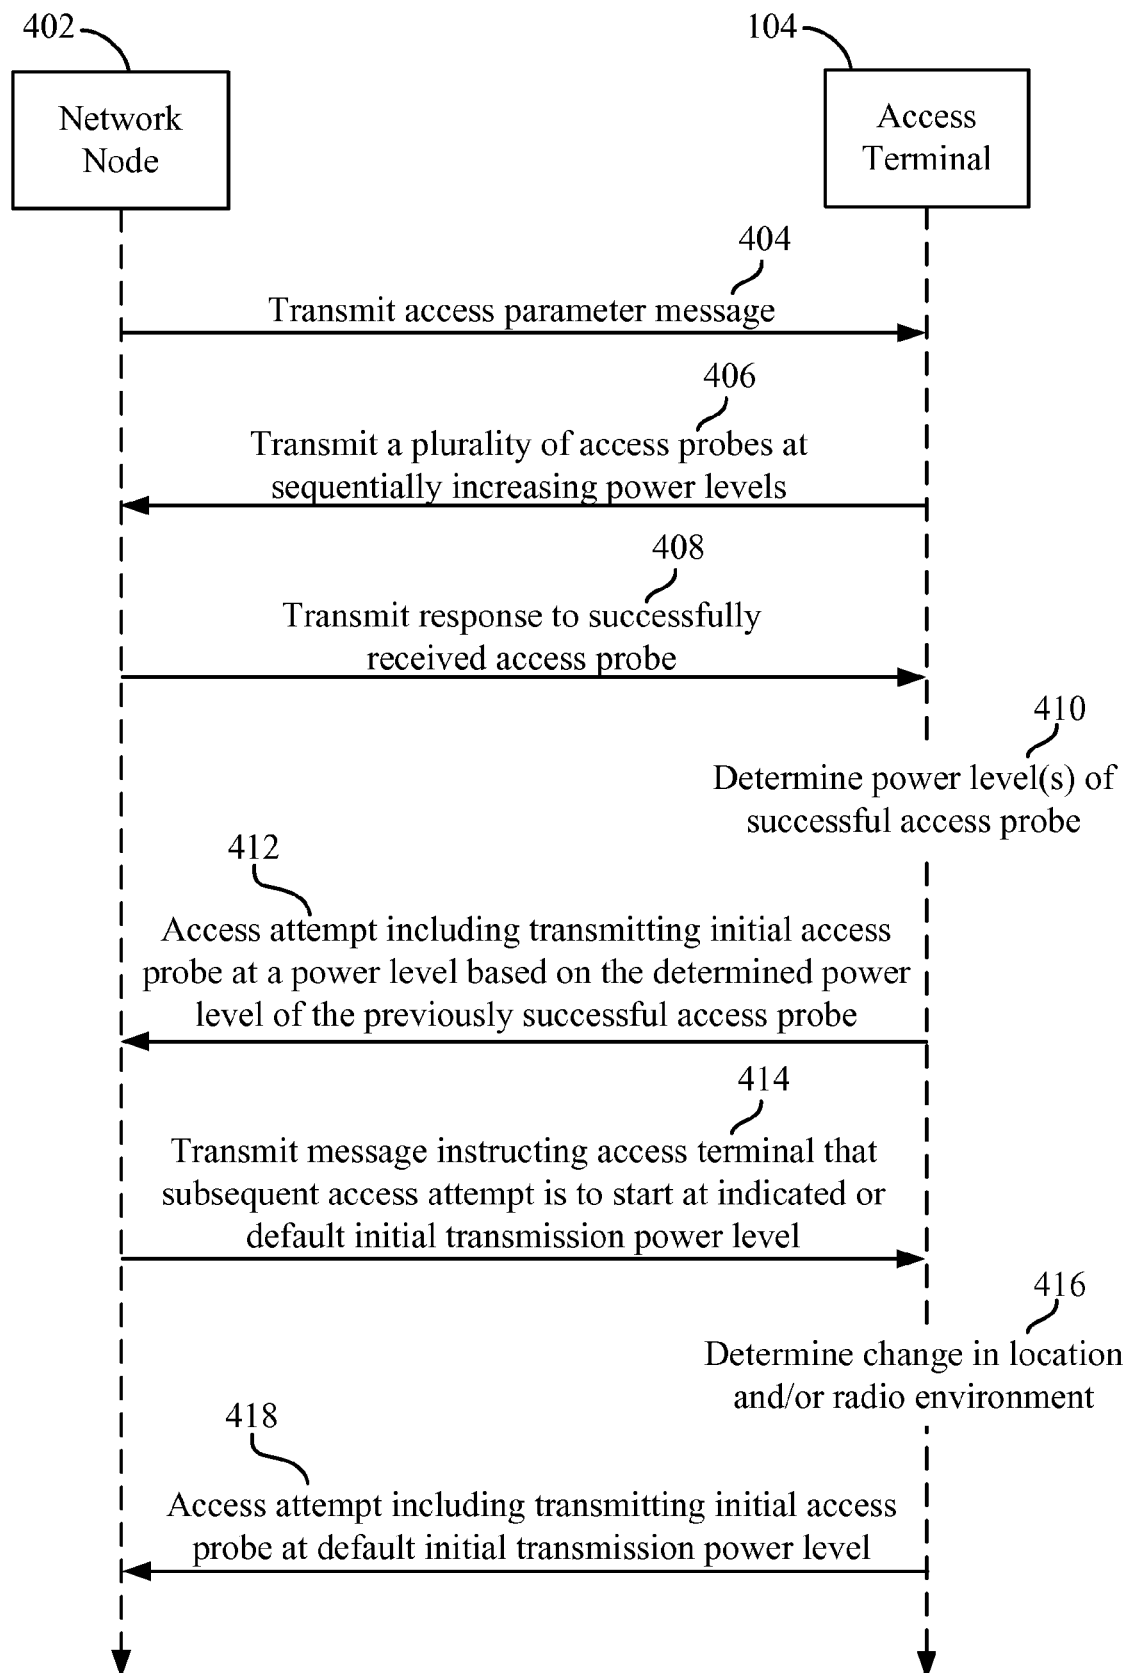 402
104
Network
Node
Access
Terminal
404
Transmit access parameter message
406
Transmit a plurality of access probes at
sequentially increasing power levels
408
Transmit response to successfully
received access probe
410
Determine power level(s) of
successful access probe
412
Access attempt including transmitting initial access
probe at a power level based on the determined power
level of the previously successful access probe
414
Transmit message instructing access terminal that
subsequent access attempt is to start at indicated or
default initial transmission power level
416
Determine change in location
and/or radio environment
418
Access attempt including transmitting initial access
probe at default initial transmission power level